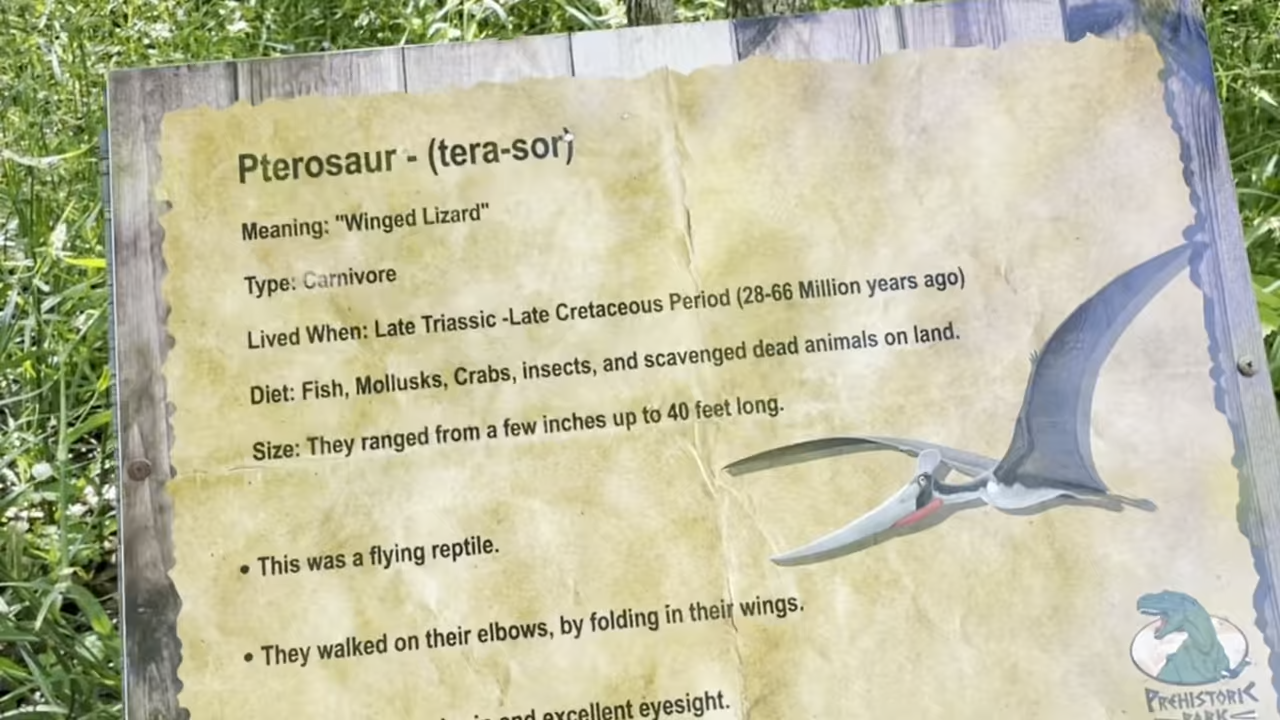 Pterosaur - (tera-sor)
Meaning: "Winged Lizard"
Type: Carnivore
Lived When: Late Triassic -Late Cretaceous Period (28-66 Million years ago)
Diet: Fish, Mollusks, Crabs, insects, and scavenged dead animals on land.
Size: They ranged from a few inches up to 40 feet long.
• This was a flying reptile.
• They walked on their elbows, by folding in their wings.
and excellent eyesight.
PREHISTORIC